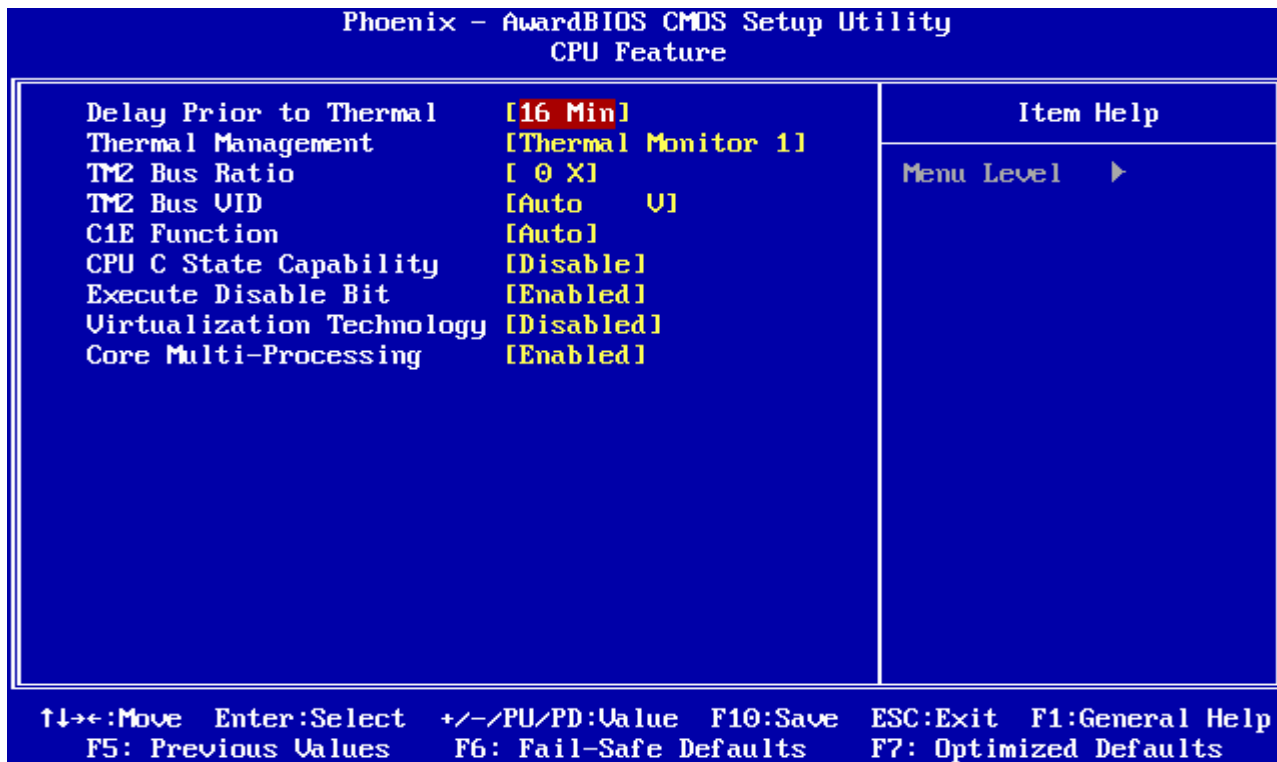 Phoenix - AwardBIOS CMOS Setup Utility
CPU Feature
Delay Prior to Thermal [16 Min]
Thermal Management [Thermal Monitor 1]
TM2 Bus Ratio [ 0 X]
TM2 Bus VID [Auto V]
C1E Function [Auto]
CPU C State Capability [Disable]
Execute Disable Bit [Enabled]
Virtualization Technology [Disabled]
Core Multi-Processing [Enabled]
Item Help
Menu Level ▶
↑↓→←:Move Enter:Select +/-/PU/PD:Value F10:Save ESC:Exit F1:General Help
F5: Previous Values F6: Fail-Safe Defaults F7: Optimized Defaults